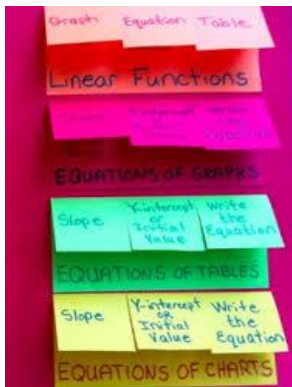 Graph Equation Table
Linear Functions
EQUATIONS OF GRAPHS
Slope
Y-intercept
or
Initial
Value
Write
the
Equation
EQUATIONS OF TABLES
Slope
Y-intercept
or
Initial
Value
Write
the
Equation
EQUATIONS OF CHARTS